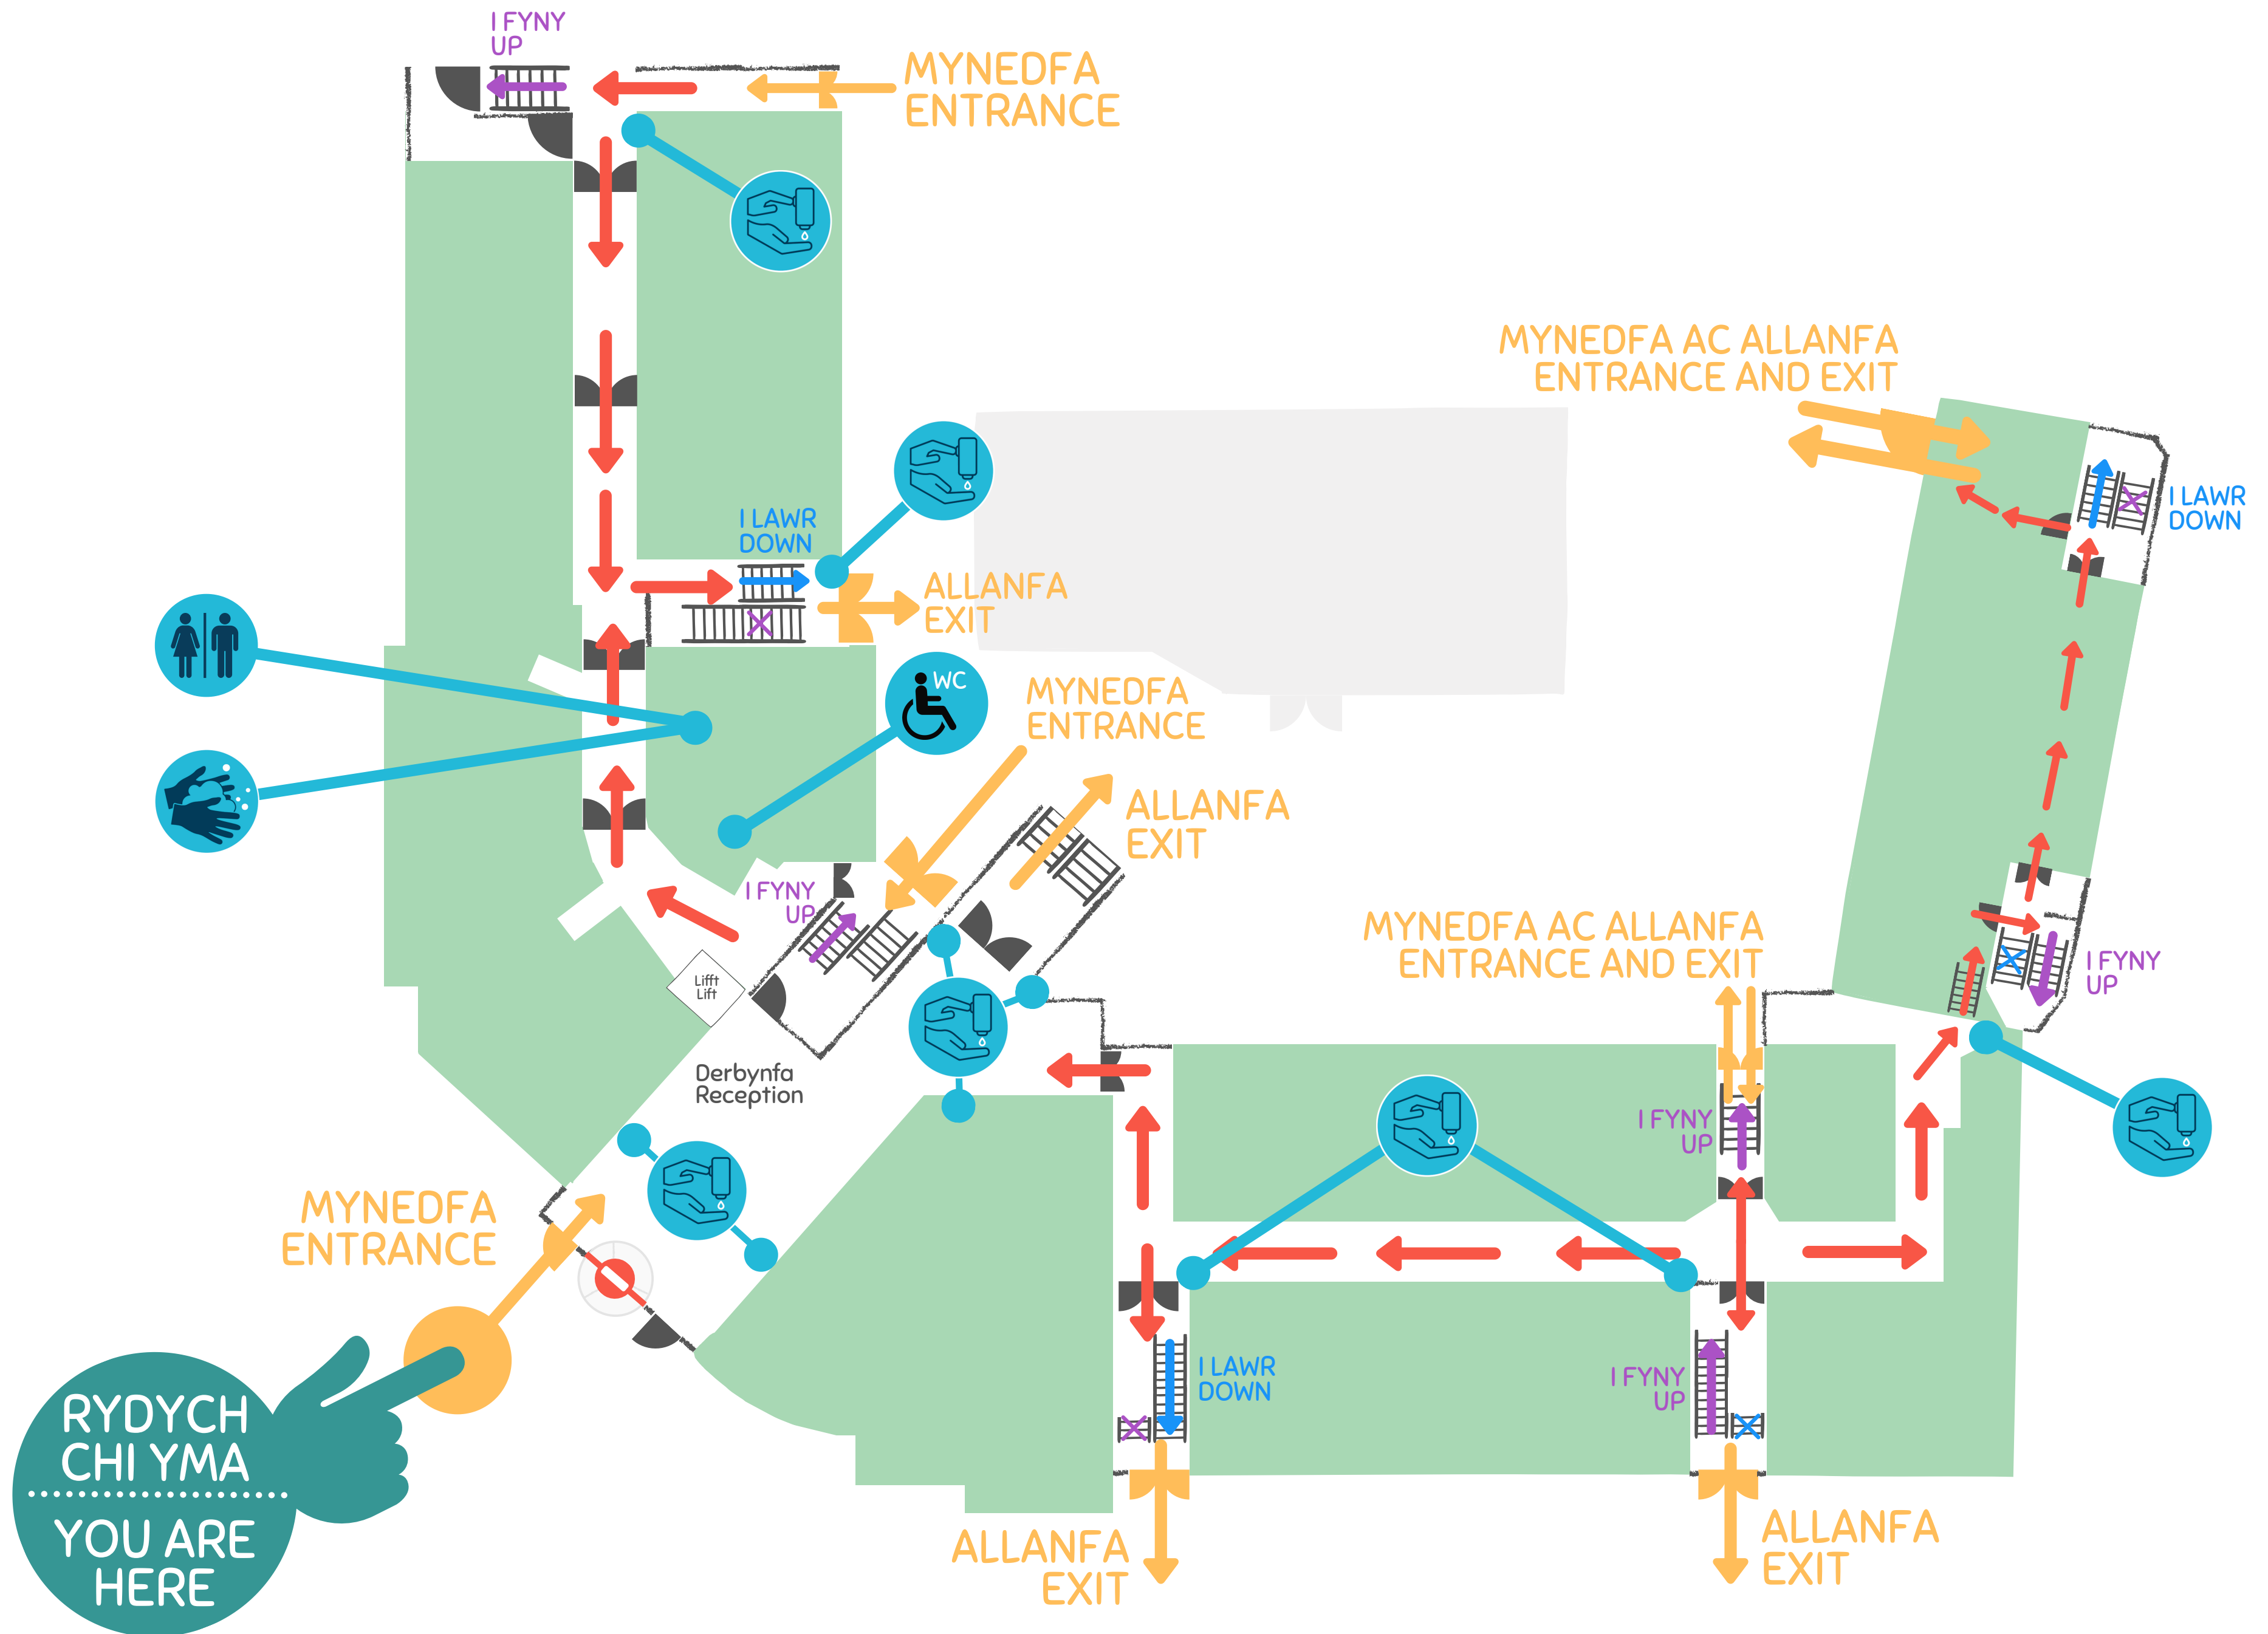 I FYNY
UP
MYNEDFA
ENTRANCE
MYNEDFA AC ALLANFA
ENTRANCE AND EXIT
I LAWR
DOWN
I LAWR
DOWN
ALLANFA
EXIT
WC
MYNEDFA
ENTRANCE
ALLANFA
EXIT
I FYNY
UP
MYNEDFA AC ALLANFA
ENTRANCE AND EXIT
I FYNY
UP
Lifft
Lift
Derbynfa
Reception
I FYNY
UP
MYNEDFA
ENTRANCE
I LAWR
DOWN
I FYNY
UP
RYDYCH
CHI YMA
YOU ARE
HERE
ALLANFA
EXIT
ALLANFA
EXIT